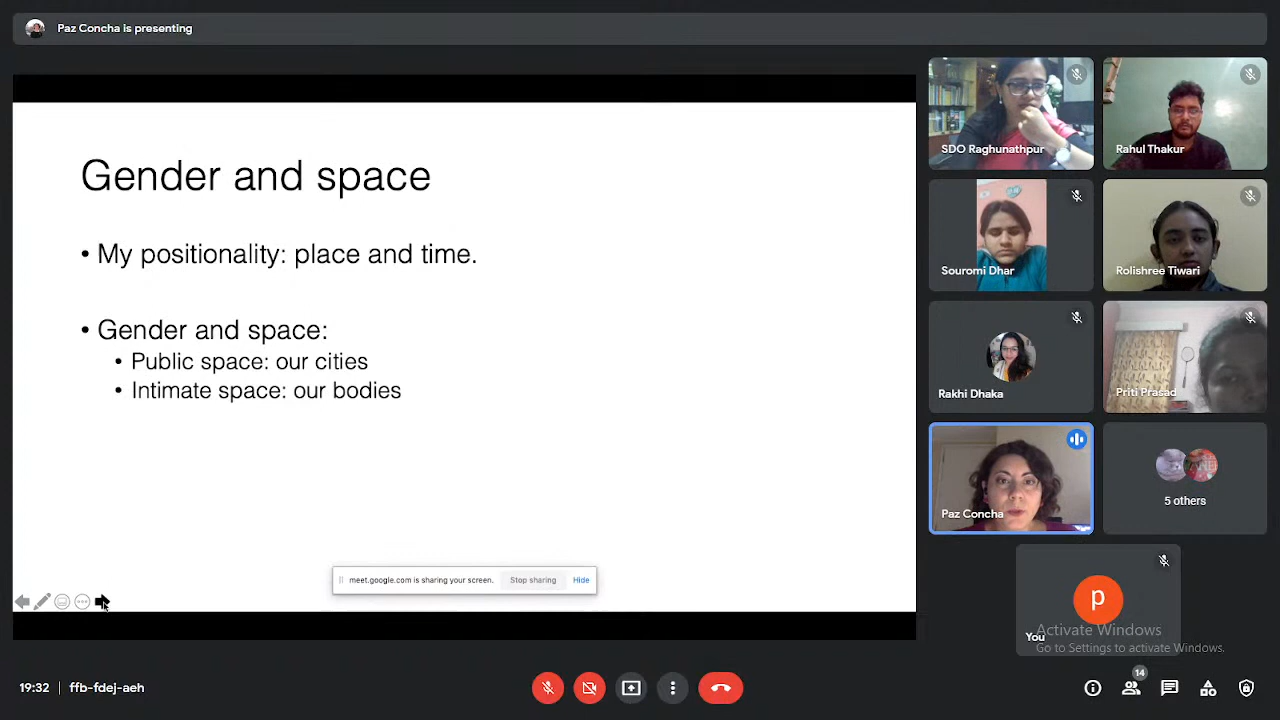 Paz Concha is presenting
Gender and space
• My positionality: place and time.
• Gender and space:
• Public space: our cities
• Intimate space: our bodies
meet.google.com is sharing your screen. Stop sharing Hide
SDO Raghunathpur
Rahul Thakur
Souromi Dhar
Rolishree Tiwari
Rakhi Dhaka
Priti Prasad
Paz Concha
5 others
p
You
Activate Windows
Go to Settings to activate Windows.
19:32 | ffb-fdej-aeh
14